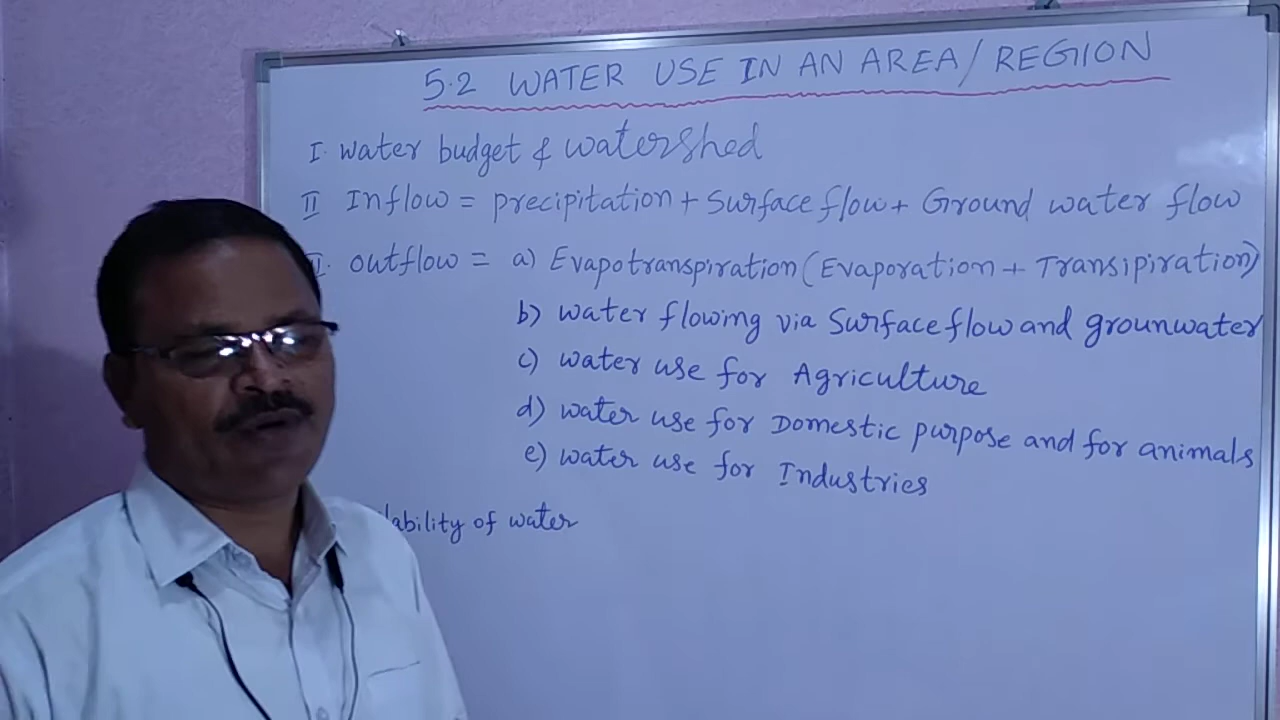 5.2 WATER USE IN AN AREA/REGION
I. water budget & watershed
II Inflow = precipitation + Surface flow + Ground water flow
I. outflow = a) Evapotranspiration (Evaporation + Transipiration)
b) water flowing via Surface flow and grounwater
c) water use for Agriculture
d) water use for Domestic purpose and for animals
e) water use for Industries
lability of water